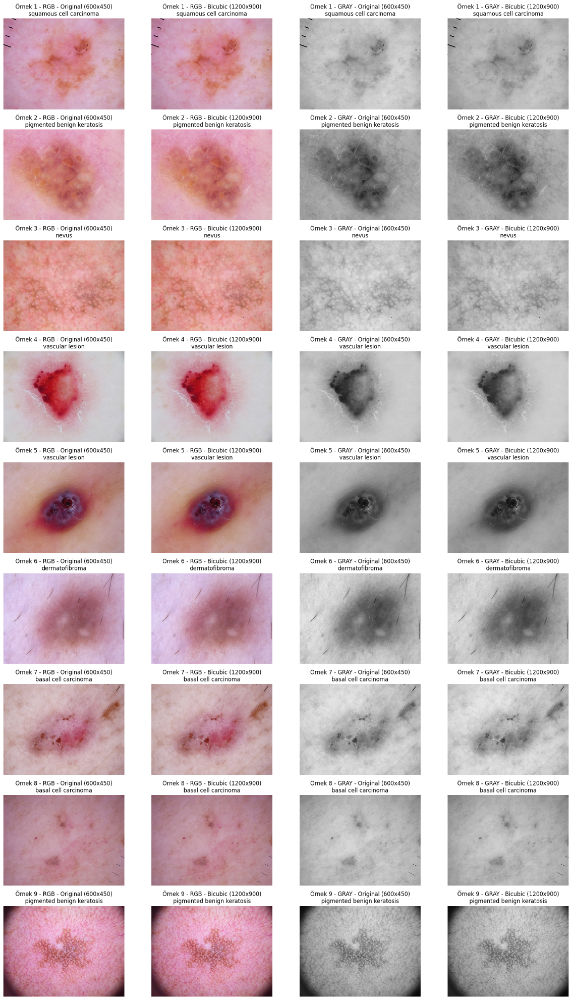 Örnek 1 - RGB - Original (600x450)
squamous cell carcinoma
Örnek 1 - RGB - Bicubic (1200x900)
squamous cell carcinoma
Örnek 1 - GRAY - Original (600x450)
squamous cell carcinoma
Örnek 1 - GRAY - Bicubic (1200x900)
squamous cell carcinoma
Örnek 2 - RGB - Original (600x450)
pigmented benign keratosis
Örnek 2 - RGB - Bicubic (1200x900)
pigmented benign keratosis
Örnek 2 - GRAY - Original (600x450)
pigmented benign keratosis
Örnek 2 - GRAY - Bicubic (1200x900)
pigmented benign keratosis
Örnek 3 - RGB - Original (600x450)
nevus
Örnek 3 - RGB - Bicubic (1200x900)
nevus
Örnek 3 - GRAY - Original (600x450)
nevus
Örnek 3 - GRAY - Bicubic (1200x900)
nevus
Örnek 4 - RGB - Original (600x450)
vascular lesion
Örnek 4 - RGB - Bicubic (1200x900)
vascular lesion
Örnek 4 - GRAY - Original (600x450)
vascular lesion
Örnek 4 - GRAY - Bicubic (1200x900)
vascular lesion
Örnek 5 - RGB - Original (600x450)
vascular lesion
Örnek 5 - RGB - Bicubic (1200x900)
vascular lesion
Örnek 5 - GRAY - Original (600x450)
vascular lesion
Örnek 5 - GRAY - Bicubic (1200x900)
vascular lesion
Örnek 6 - RGB - Original (600x450)
dermatofibroma
Örnek 6 - RGB - Bicubic (1200x900)
dermatofibroma
Örnek 6 - GRAY - Original (600x450)
dermatofibroma
Örnek 6 - GRAY - Bicubic (1200x900)
dermatofibroma
Örnek 7 - RGB - Original (600x450)
basal cell carcinoma
Örnek 7 - RGB - Bicubic (1200x900)
basal cell carcinoma
Örnek 7 - GRAY - Original (600x450)
basal cell carcinoma
Örnek 7 - GRAY - Bicubic (1200x900)
basal cell carcinoma
Örnek 8 - RGB - Original (600x450)
basal cell carcinoma
Örnek 8 - RGB - Bicubic (1200x900)
basal cell carcinoma
Örnek 8 - GRAY - Original (600x450)
basal cell carcinoma
Örnek 8 - GRAY - Bicubic (1200x900)
basal cell carcinoma
Örnek 9 - RGB - Original (600x450)
pigmented benign keratosis
Örnek 9 - RGB - Bicubic (1200x900)
pigmented benign keratosis
Örnek 9 - GRAY - Original (600x450)
pigmented benign keratosis
Örnek 9 - GRAY - Bicubic (1200x900)
pigmented benign keratosis